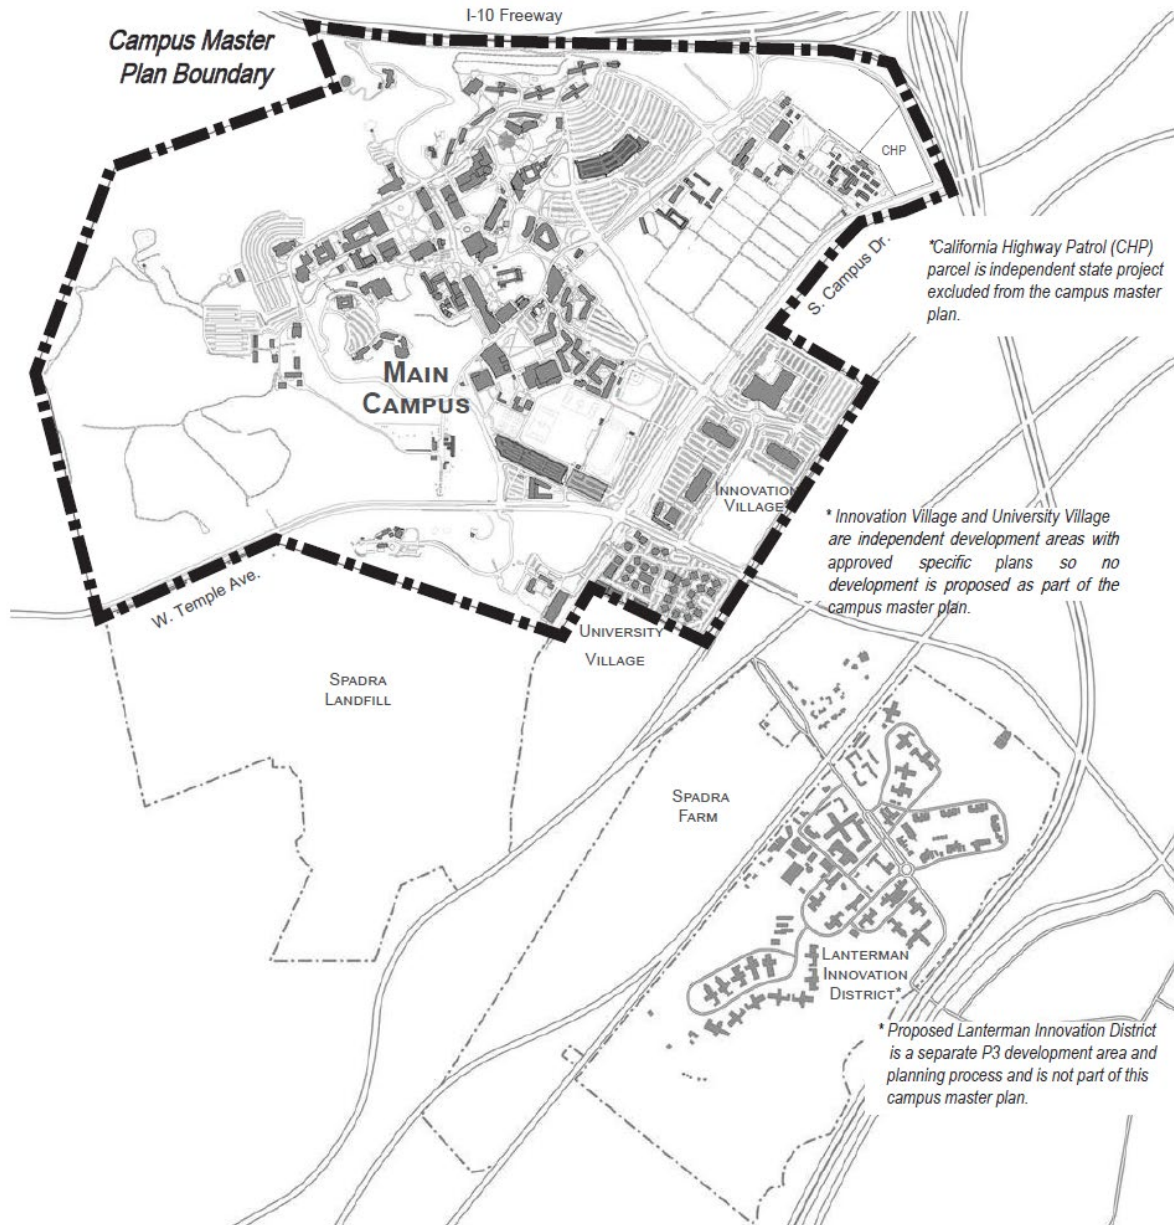 I-10 Freeway
Campus Master
Plan Boundary
CHP
*California Highway Patrol (CHP)
parcel is independent state project
excluded from the campus master
plan.
S. Campus Dr.
MAIN
CAMPUS
INNOVATION
VILLAGE*
* Innovation Village and University Village
are independent development areas with
approved specific plans so no
development is proposed as part of the
campus master plan.
W. Temple Ave.
UNIVERSITY
VILLAGE
SPADRA
LANDFILL
SPADRA
FARM
LANTERMAN
INNOVATION
DISTRICT*
* Proposed Lanterman Innovation District
is a separate P3 development area and
planning process and is not part of this
campus master plan.